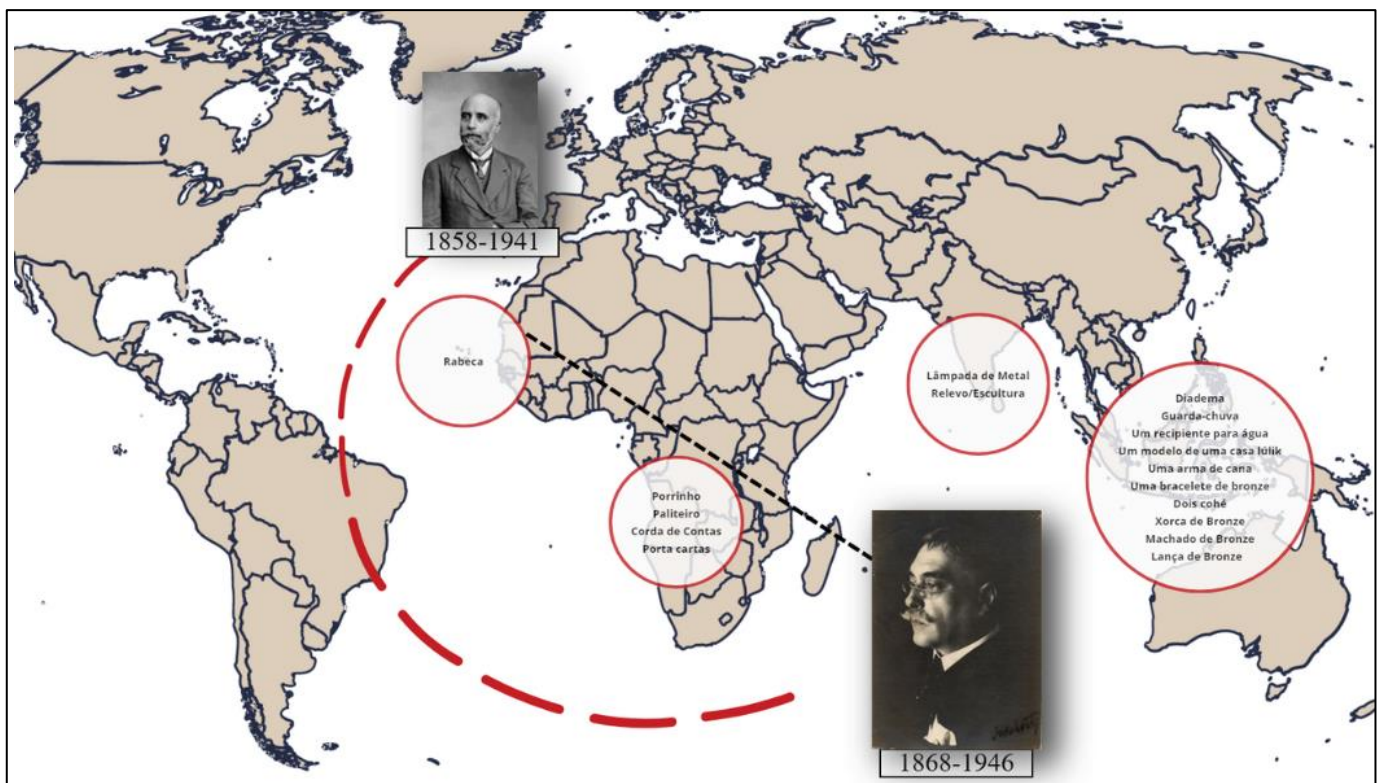 1858-1941
Rabeca
Lâmpada de Metal
Relevo/Escultura
Diadema
Guarda-chuva
Um recipiente para água
Um modelo de uma casa lúlik
Uma arma de cana
Uma bracelete de bronze
Dois cohé
Xorca de Bronze
Machado de Bronze
Lança de Bronze
Porrinho
Paliteiro
Corda de Contas
Porta cartas
1868-1946